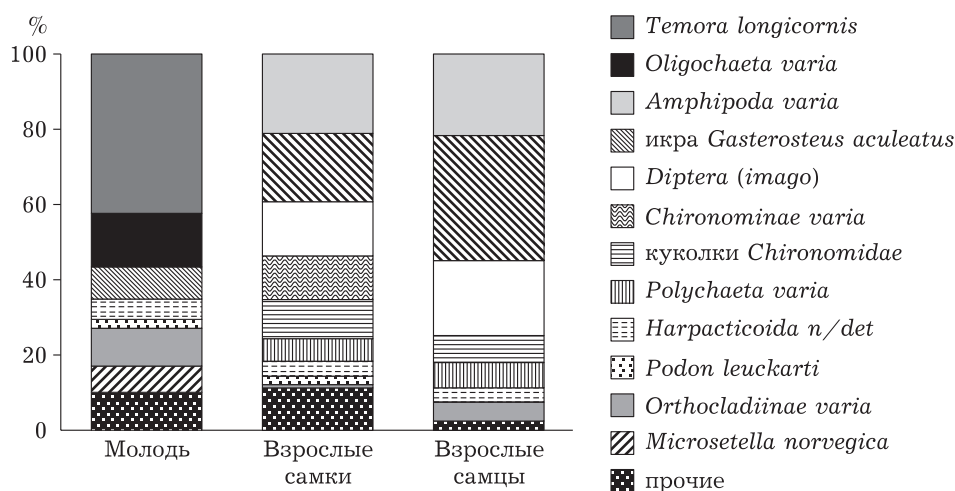 %
100
80
60
40
20
0
Молодь
Взрослые
самки
Взрослые
самцы
Temora longicornis
Oligochaeta varia
Amphipoda varia
икра Gasterosteus aculeatus
Diptera (imago)
Chironominae varia
куколки Chironomidae
Polychaeta varia
Harpacticoida n/det
Podon leuckarti
Orthocladiinae varia
Microsetella norvegica
прочие